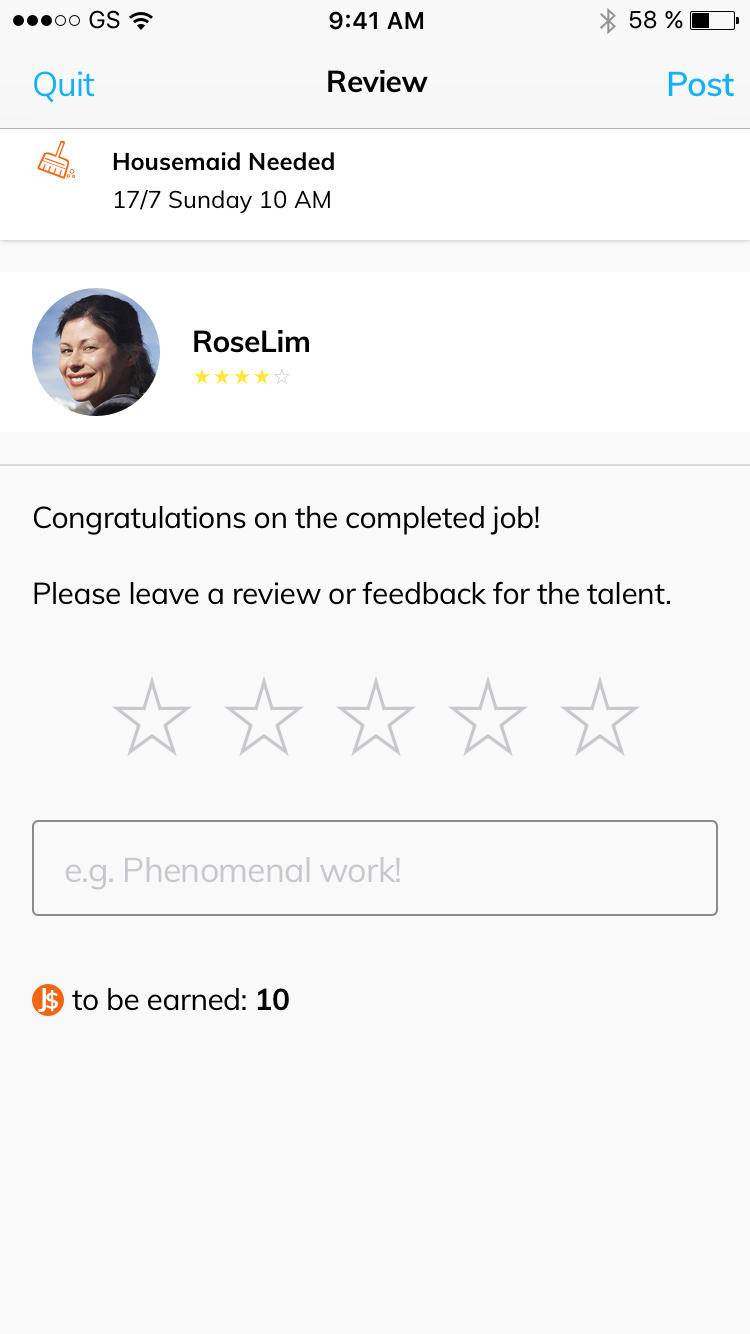 GS 9:41 AM 58 %
Quit Review Post
Housemaid Needed
17/7 Sunday 10 AM
RoseLim
Congratulations on the completed job!
Please leave a review or feedback for the talent.
e.g. Phenomenal work!
J$ to be earned: 10